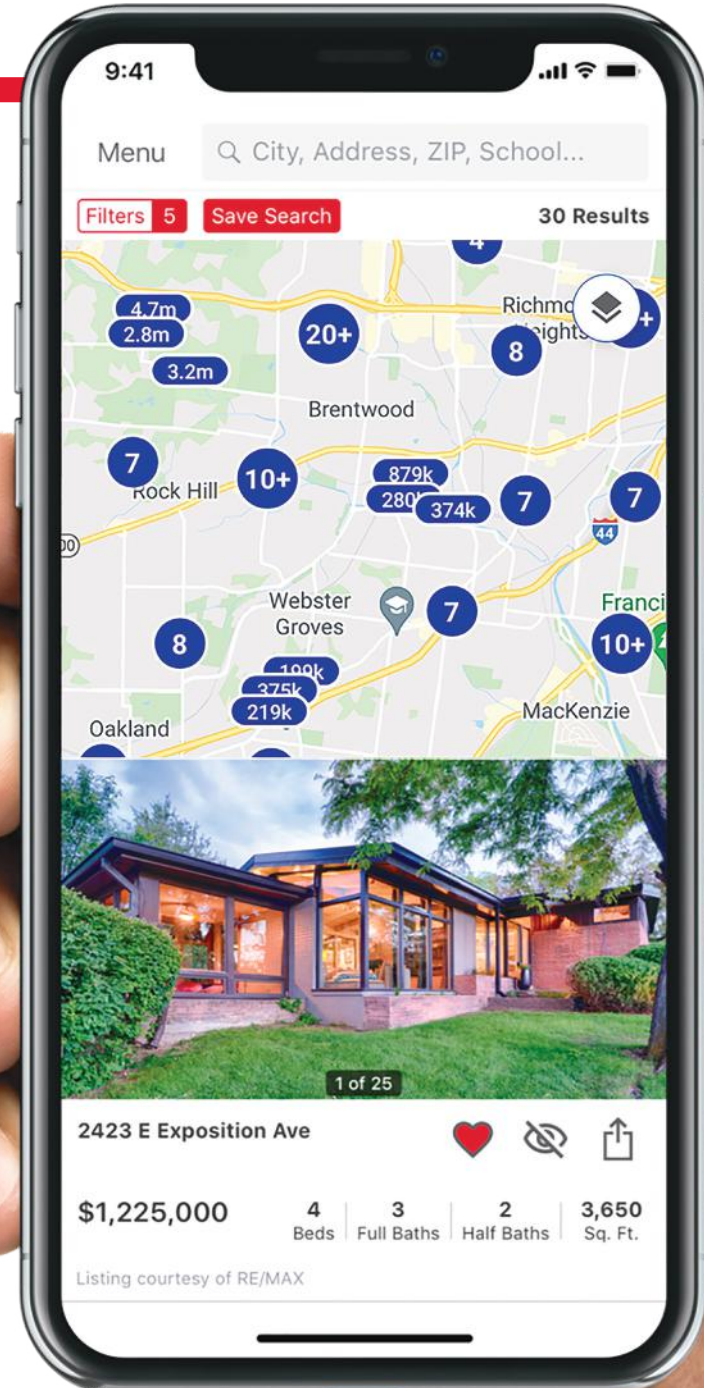 9:41
Menu
City, Address, ZIP, School...
Filters 5
Save Search
30 Results
4
4.7m
2.8m
3.2m
20+
8
Brentwood
7
Rock Hill
10+
879k
374k
7
7
44
Webster
Groves
7
8
10+
199k
375k
219k
Oakland
MacKenzie
1 of 25
2423 E Exposition Ave
$1,225,000
4
Beds
3
Full Baths
2
Half Baths
3,650
Sq. Ft.
Listing courtesy of RE/MAX